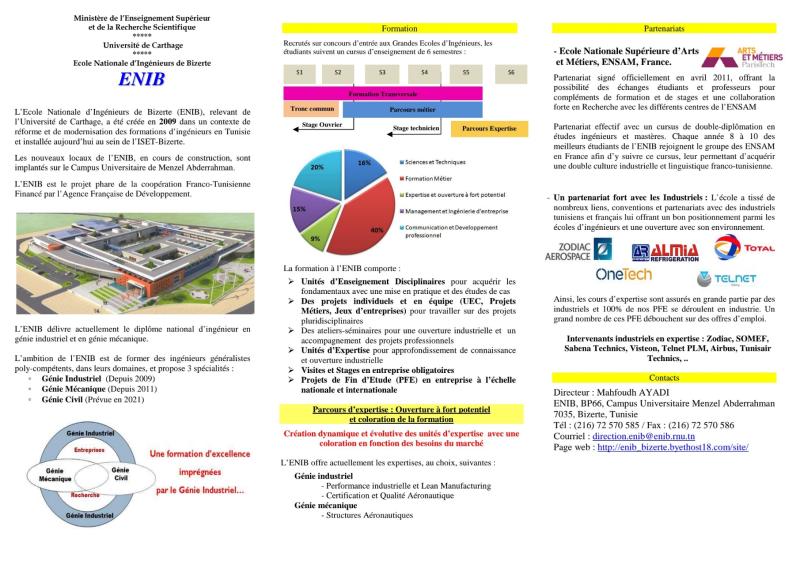 Ministère de l'Enseignement Supérieur
et de la Recherche Scientifique
*****
Université de Carthage
*****
Ecole Nationale d'Ingénieurs de Bizerte
ENIB
L'Ecole Nationale d'Ingénieurs de Bizerte (ENIB), relevant de
l'Université de Carthage, a été créée en 2009 dans un contexte de
réforme et de modernisation des formations d'ingénieurs en Tunisie
et installée aujourd'hui au sein de l'ISET-Bizerte.
Les nouveaux locaux de l'ENIB, en cours de construction, sont
implantés sur le Campus Universitaire de Menzel Abderrahman.
L'ENIB est le projet phare de la coopération Franco-Tunisienne
Financé par l'Agence Française de Développement.
L'ENIB délivre actuellement le diplôme national d'ingénieur en
génie industriel et en génie mécanique.
L'ambition de l'ENIB est de former des ingénieurs généralistes
poly-compétents, dans leurs domaines, et propose 3 spécialités :
▫ Génie Industriel (Depuis 2009)
▫ Génie Mécanique (Depuis 2011)
▫ Génie Civil (Prévue en 2021)
Génie Industriel
Entreprises
Génie
Mécanique
Génie
Civil
Recherche
Génie Industriel
Une formation d'excellence
imprégnées
par le Génie Industriel...
Formation
Recrutés sur concours d'entrée aux Grandes Ecoles d'Ingénieurs, les
étudiants suivent un cursus d'enseignement de 6 semestres :
S1 S2 S3 S4 S5 S6
Formation Transversale
Tronc commun Parcours métier
Stage Ouvrier
Stage technicien
Parcours Expertise
16%
40%
9%
15%
20%
Sciences et Techniques
Formation Métier
Expertise et ouverture à fort potentiel
Management et Ingénierie d'entreprise
Communication et Developpement
professionnel
La formation à l'ENIB comporte :
➢ Unités d'Enseignement Disciplinaires pour acquérir les
fondamentaux avec une mise en pratique et des études de cas
➢ Des projets individuels et en équipe (UEC, Projets
Métiers, Jeux d'entreprises) pour travailler sur des projets
pluridisciplinaires
➢ Des ateliers-séminaires pour une ouverture industrielle et un
accompagnement des projets professionnels
➢ Unités d'Expertise pour approfondissement de connaissance
et ouverture industrielle
➢ Visites et Stages en entreprise obligatoires
➢ Projets de Fin d'Etude (PFE) en entreprise à l'échelle
nationale et internationale
Parcours d'expertise : Ouverture à fort potentiel
et coloration de la formation
Création dynamique et évolutive des unités d'expertise avec une
coloration en fonction des besoins du marché
L'ENIB offre actuellement les expertises, au choix, suivantes :
Génie industriel
- Performance industrielle et Lean Manufacturing
- Certification et Qualité Aéronautique
Génie mécanique
- Structures Aéronautiques
Partenariats
- Ecole Nationale Supérieure d'Arts
et Métiers, ENSAM, France.
ARTS
ET MÉTIERS
ParisTech
Partenariat signé officiellement en avril 2011, offrant la
possibilité des échanges étudiants et professeurs pour
compléments de formation et de stages et une collaboration
forte en Recherche avec les différents centres de l'ENSAM
Partenariat effectif avec un cursus de double-diplômation en
études ingénieurs et mastères. Chaque année 8 à 10 des
meilleurs étudiants de l'ENIB rejoignent le groupe des ENSAM
en France afin d'y suivre ce cursus, leur permettant d'acquérir
une double culture industrielle et linguistique franco-tunisienne.
- Un partenariat fort avec les Industriels : L'école a tissé de
nombreux liens, conventions et partenariats avec des industriels
tunisiens et français lui offrant un bon positionnement parmi les
écoles d'ingénieurs et une ouverture avec son environnement.
ZODIAC
AEROSPACE
ALMIA
REFRIGERATION
TOTAL
OneTech
TELNET
Ainsi, les cours d'expertise sont assurés en grande partie par des
industriels et 100% de nos PFE se déroulent en industrie. Un
grand nombre de ces PFE débouchent sur des offres d'emploi.
Intervenants industriels en expertise : Zodiac, SOMEF,
Sabena Technics, Visteon, Telnet PLM, Airbus, Tunisair
Technics, ..
Contacts
Directeur : Mahfoudh AYADI
ENIB, BP66, Campus Universitaire Menzel Abderrahman
7035, Bizerte, Tunisie
Tél : (216) 72 570 585 / Fax : (216) 72 570 586
Courriel : direction.enib@enib.rnu.tn
Page web : http://enib_bizerte.byethost18.com/site/